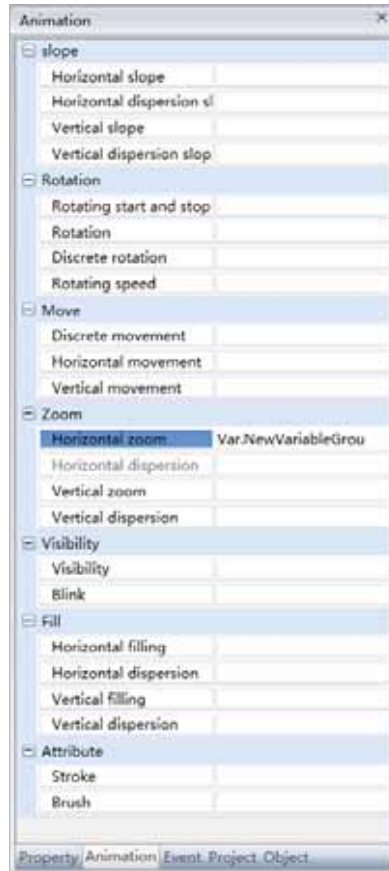 Animation ×
slope
Horizontal slope
Horizontal dispersion sl
Vertical slope
Vertical dispersion slop
Rotation
Rotating start and stop
Rotation
Discrete rotation
Rotating speed
Move
Discrete movement
Horizontal movement
Vertical movement
Zoom
Horizontal zoom Var.NewVariableGrou
Horizontal dispersion
Vertical zoom
Vertical dispersion
Visibility
Visibility
Blink
Fill
Horizontal filling
Horizontal dispersion
Vertical filling
Vertical dispersion
Attribute
Stroke
Brush
Property Animation Event Project Object